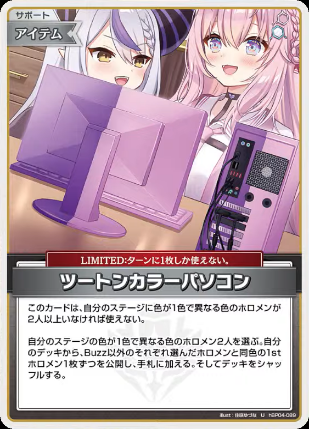 サポート
アイテム
LIMITED:ターンに1枚しか使えない。
ツートンカラーパソコン
このカードは、自分のステージに色が1色で異なる色のホロメンが
2人以上いなければ使えない。
自分のステージの色が1色で異なる色のホロメン2人を選ぶ。自
分のデッキから、Buzz以外のそれぞれ選んだホロメンと同色の1st
ホロメン1枚ずつを公開し、手札に加える。そしてデッキをシャッ
フルする。
U hBP04-089